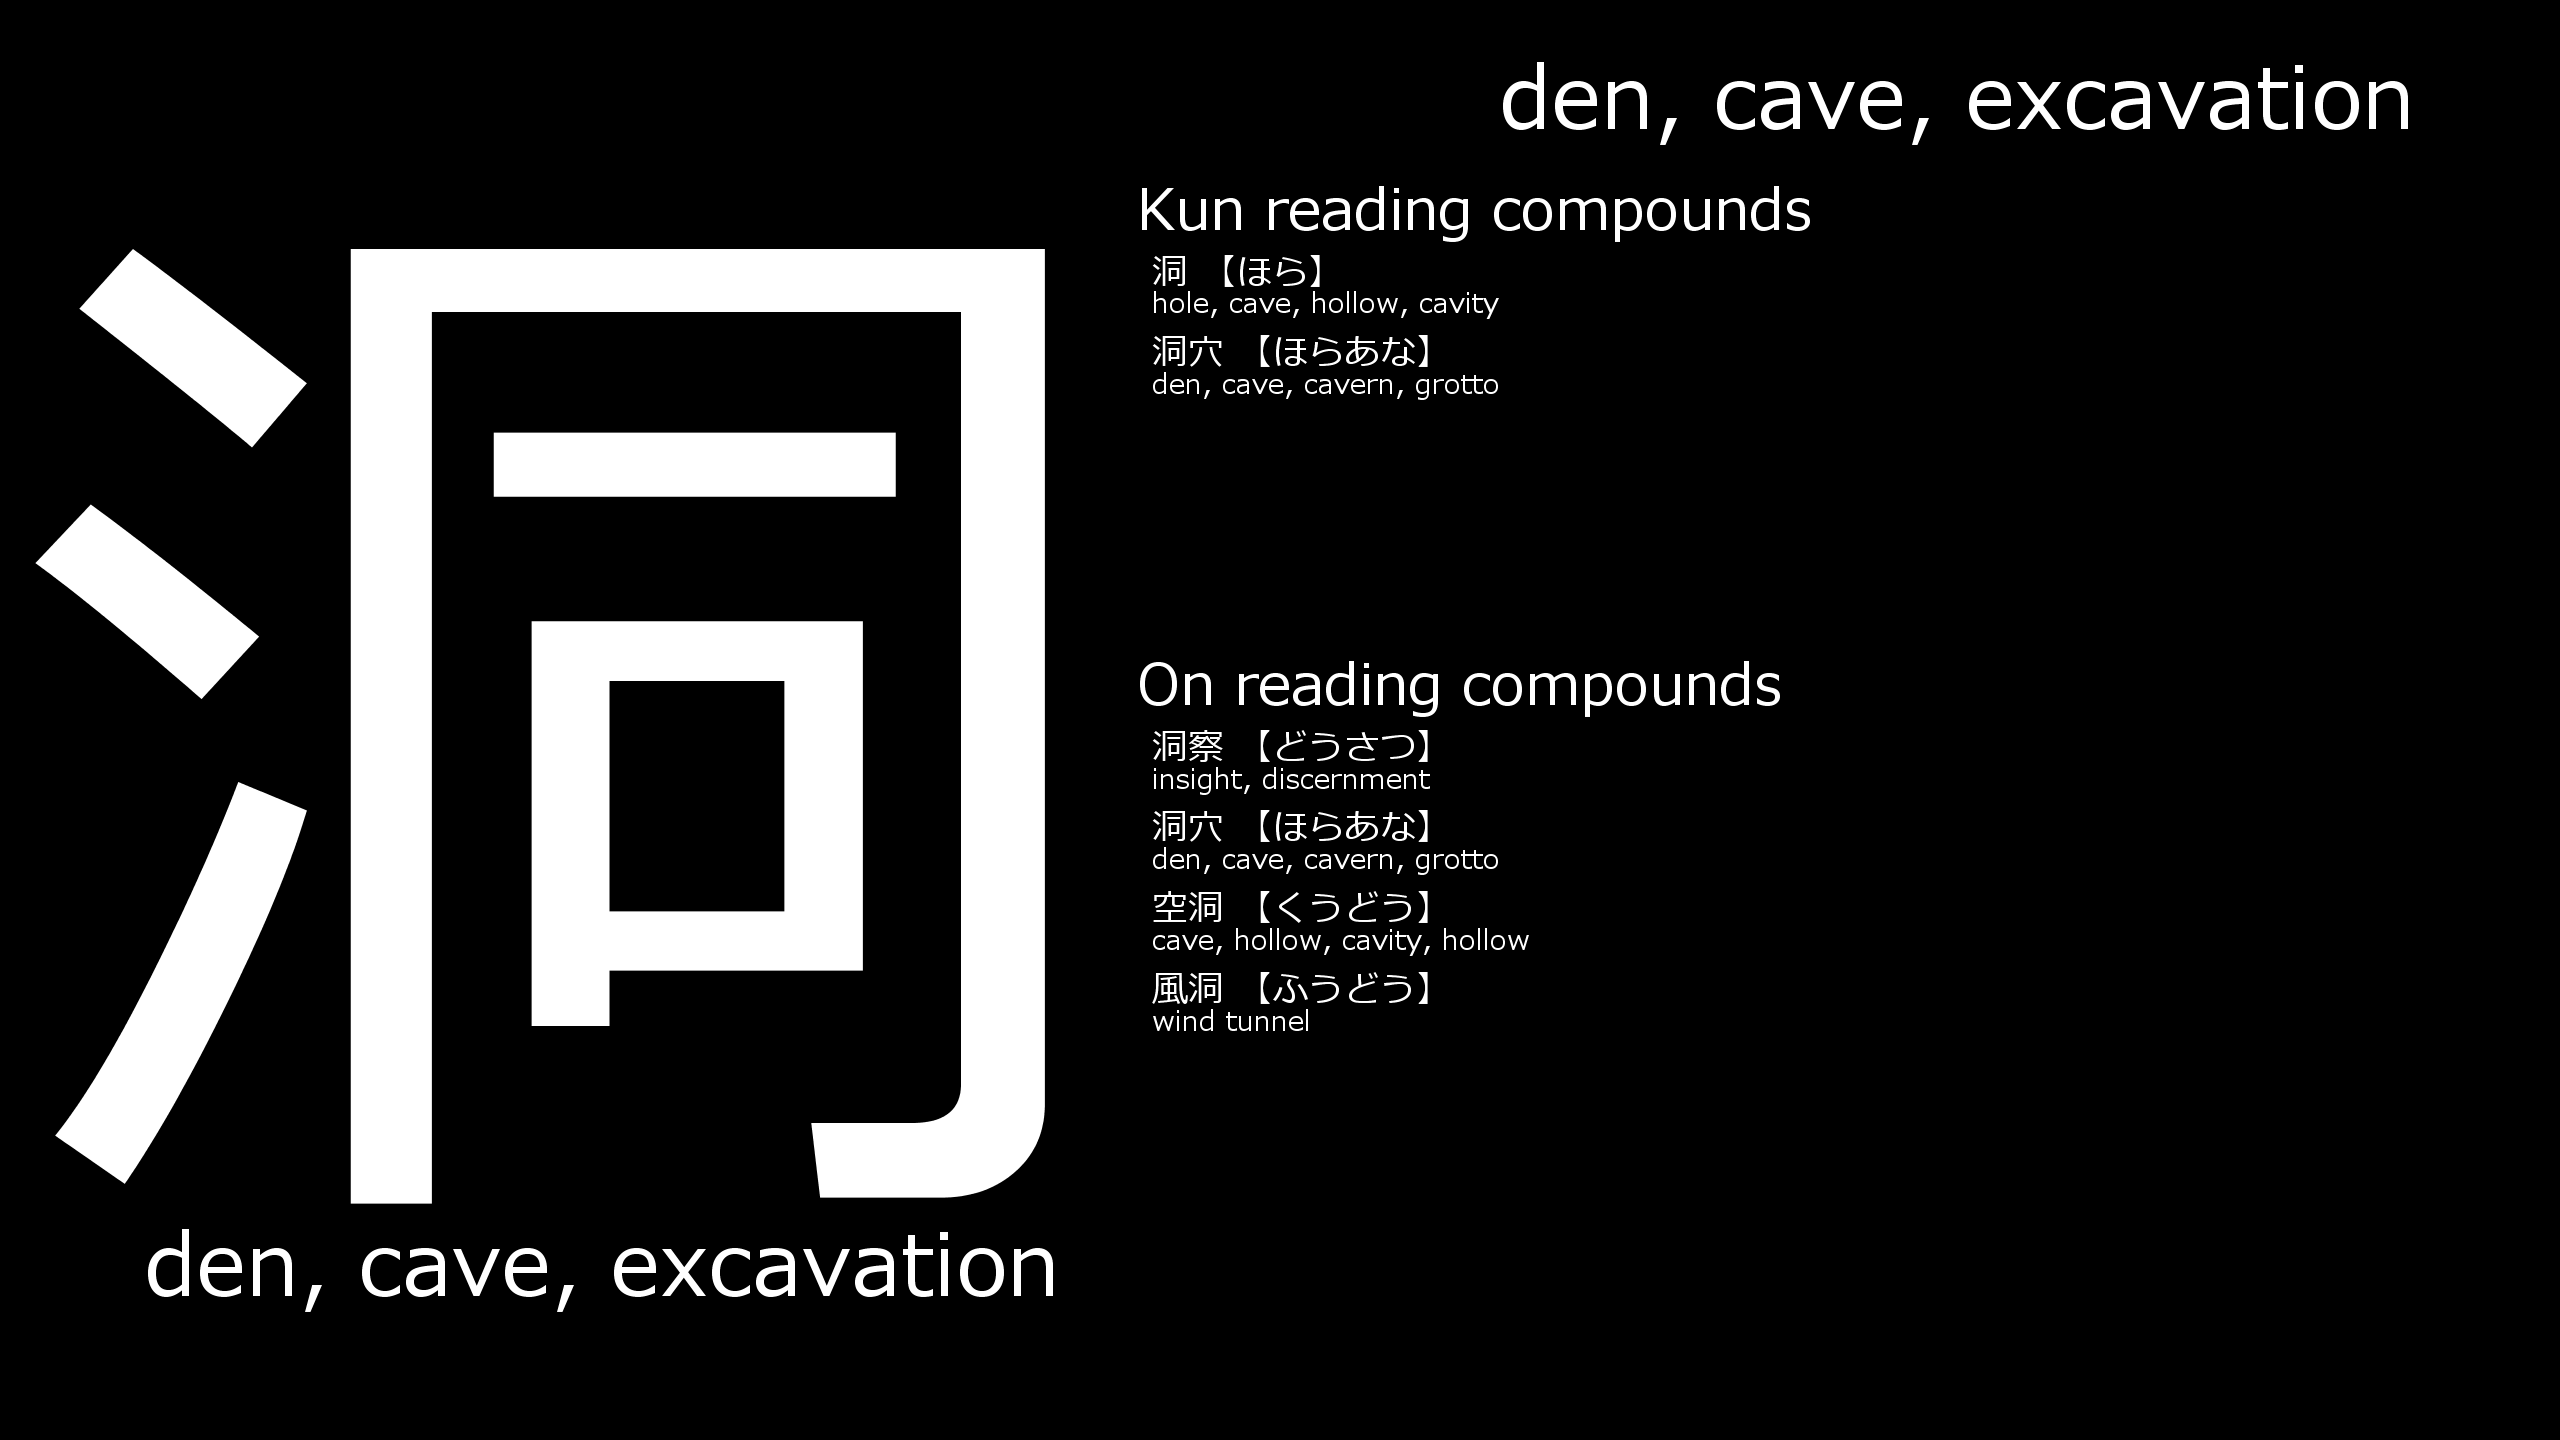 洞
den, cave, excavation
den, cave, excavation
Kun reading compounds
洞 【ほら】
hole, cave, hollow, cavity
洞穴 【ほらあな】
den, cave, cavern, grotto
On reading compounds
洞察 【どうさつ】
insight, discernment
洞穴 【ほらあな】
den, cave, cavern, grotto
空洞 【くうどう】
cave, hollow, cavity, hollow
風洞 【ふうどう】
wind tunnel